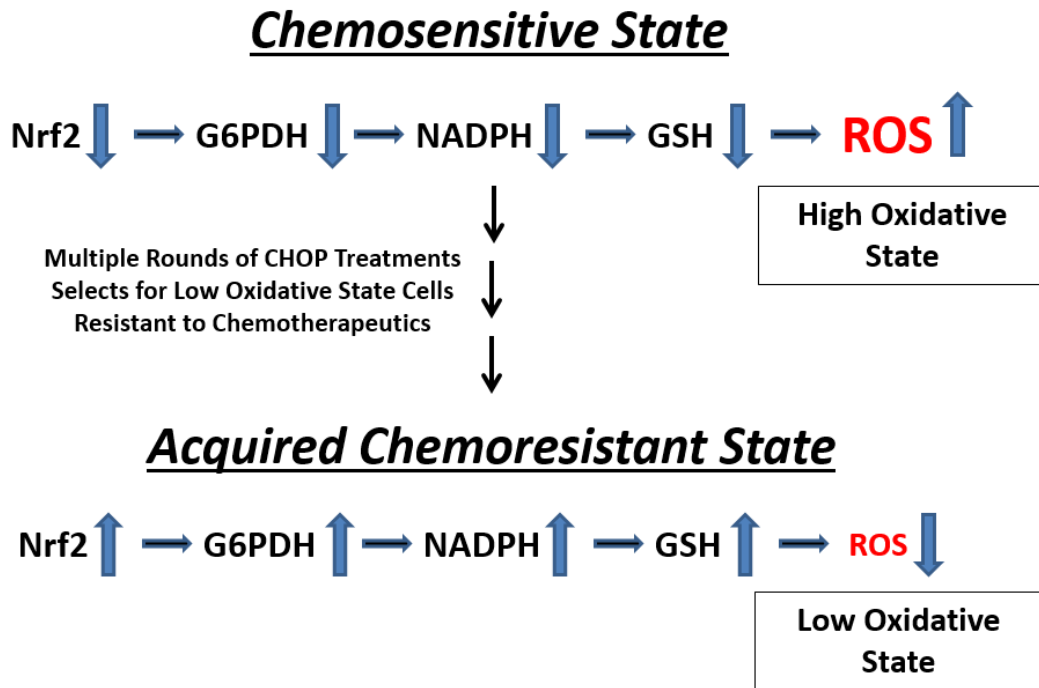 Chemosensitive State
Nrf2 G6PDH NADPH GSH ROS
High Oxidative
State
Multiple Rounds of CHOP Treatments
Selects for Low Oxidative State Cells
Resistant to Chemotherapeutics
Acquired Chemoresistant State
Nrf2 G6PDH NADPH GSH ROS
Low Oxidative
State